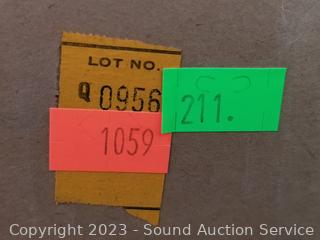 LOT NO.
Q 0956
211.
1059
Copyright 2023 - Sound Auction Service